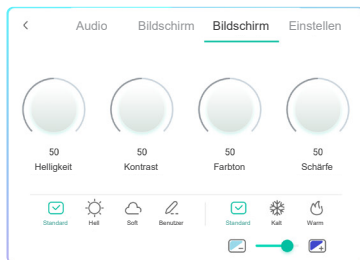 Audio Bildschirm Bildschirm Einstellen
50 50 50 50
Helligkeit Kontrast Farbton Schärfe
Standard Hell Soft Benutzer Standard Kalt Warm